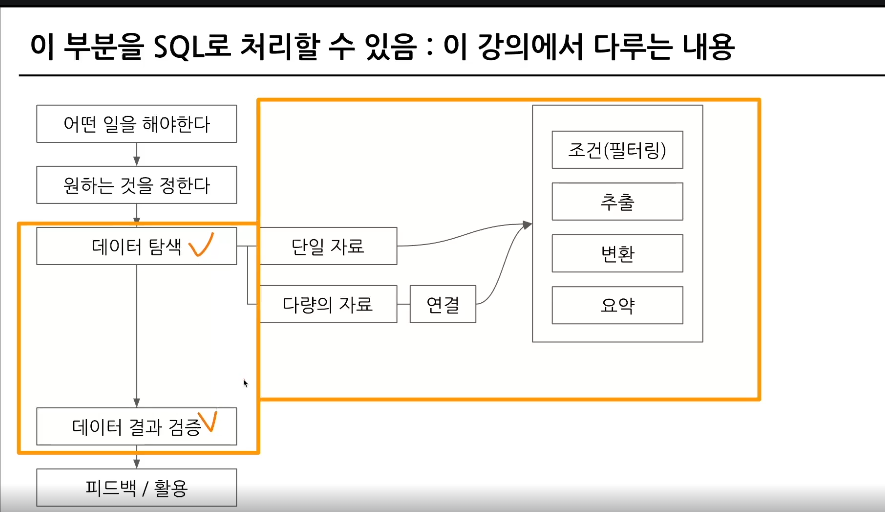 이 부분을 SQL로 처리할 수 있음 : 이 강의에서 다루는 내용
어떤 일을 해야한다
원하는 것을 정한다
데이터 탐색
단일 자료
다량의 자료
연결
조건(필터링)
추출
변환
요약
데이터 결과 검증
피드백 / 활용